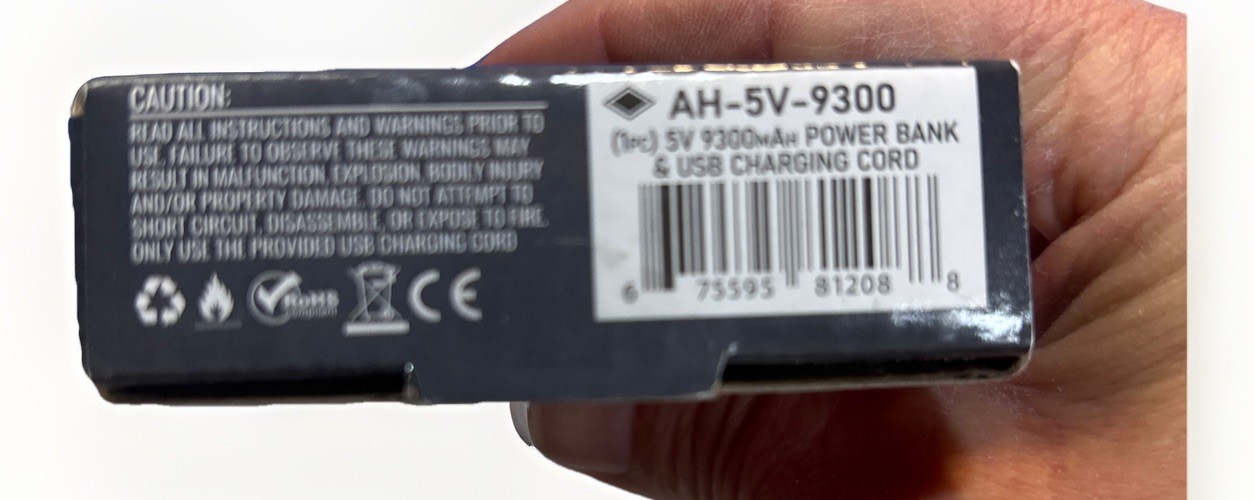 CAUTION:
READ ALL INSTRUCTIONS AND WARNINGS PRIOR TO
USE. FAILURE TO OBSERVE THESE WARNINGS MAY
RESULT IN MALFUNCTION, EXPLOSION, BODILY INJURY
AND/OR PROPERTY DAMAGE. DO NOT ATTEMPT TO
SHORT CIRCUIT, DISASSEMBLE, OR EXPOSE TO FIRE.
ONLY USE THE PROVIDED USB CHARGING CORD
RoHS
compliant
CE
AH-5V-9300
(1PC) 5V 9300MAH POWER BANK
& USB CHARGING CORD
6 75595 81208 8